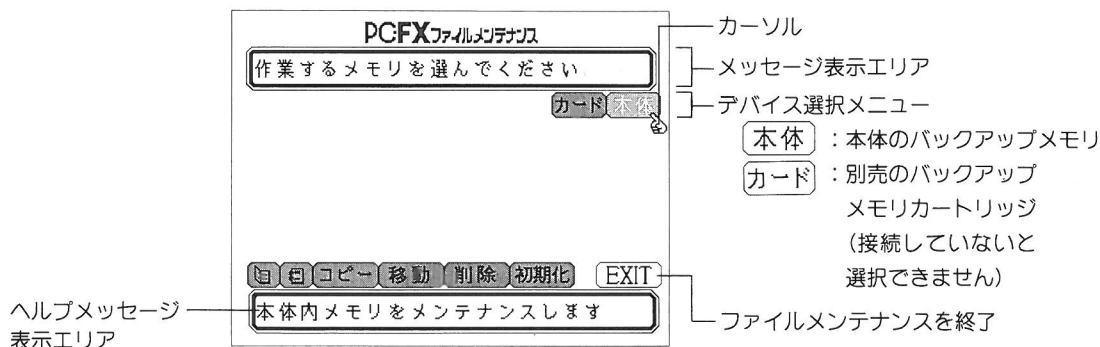 PCFXファイルメンテナンス
作業するメモリを選んでください
カード 本体
コピー 移動 削除 初期化 EXIT
本体内メモリをメンテナンスします
カーソル
メッセージ表示エリア
デバイス選択メニュー
本体 :本体のバックアップメモリ
カード :別売のバックアップ
メモリカートリッジ
(接続していないと
選択できません)
ファイルメンテナンスを終了
ヘルプメッセージ
表示エリア